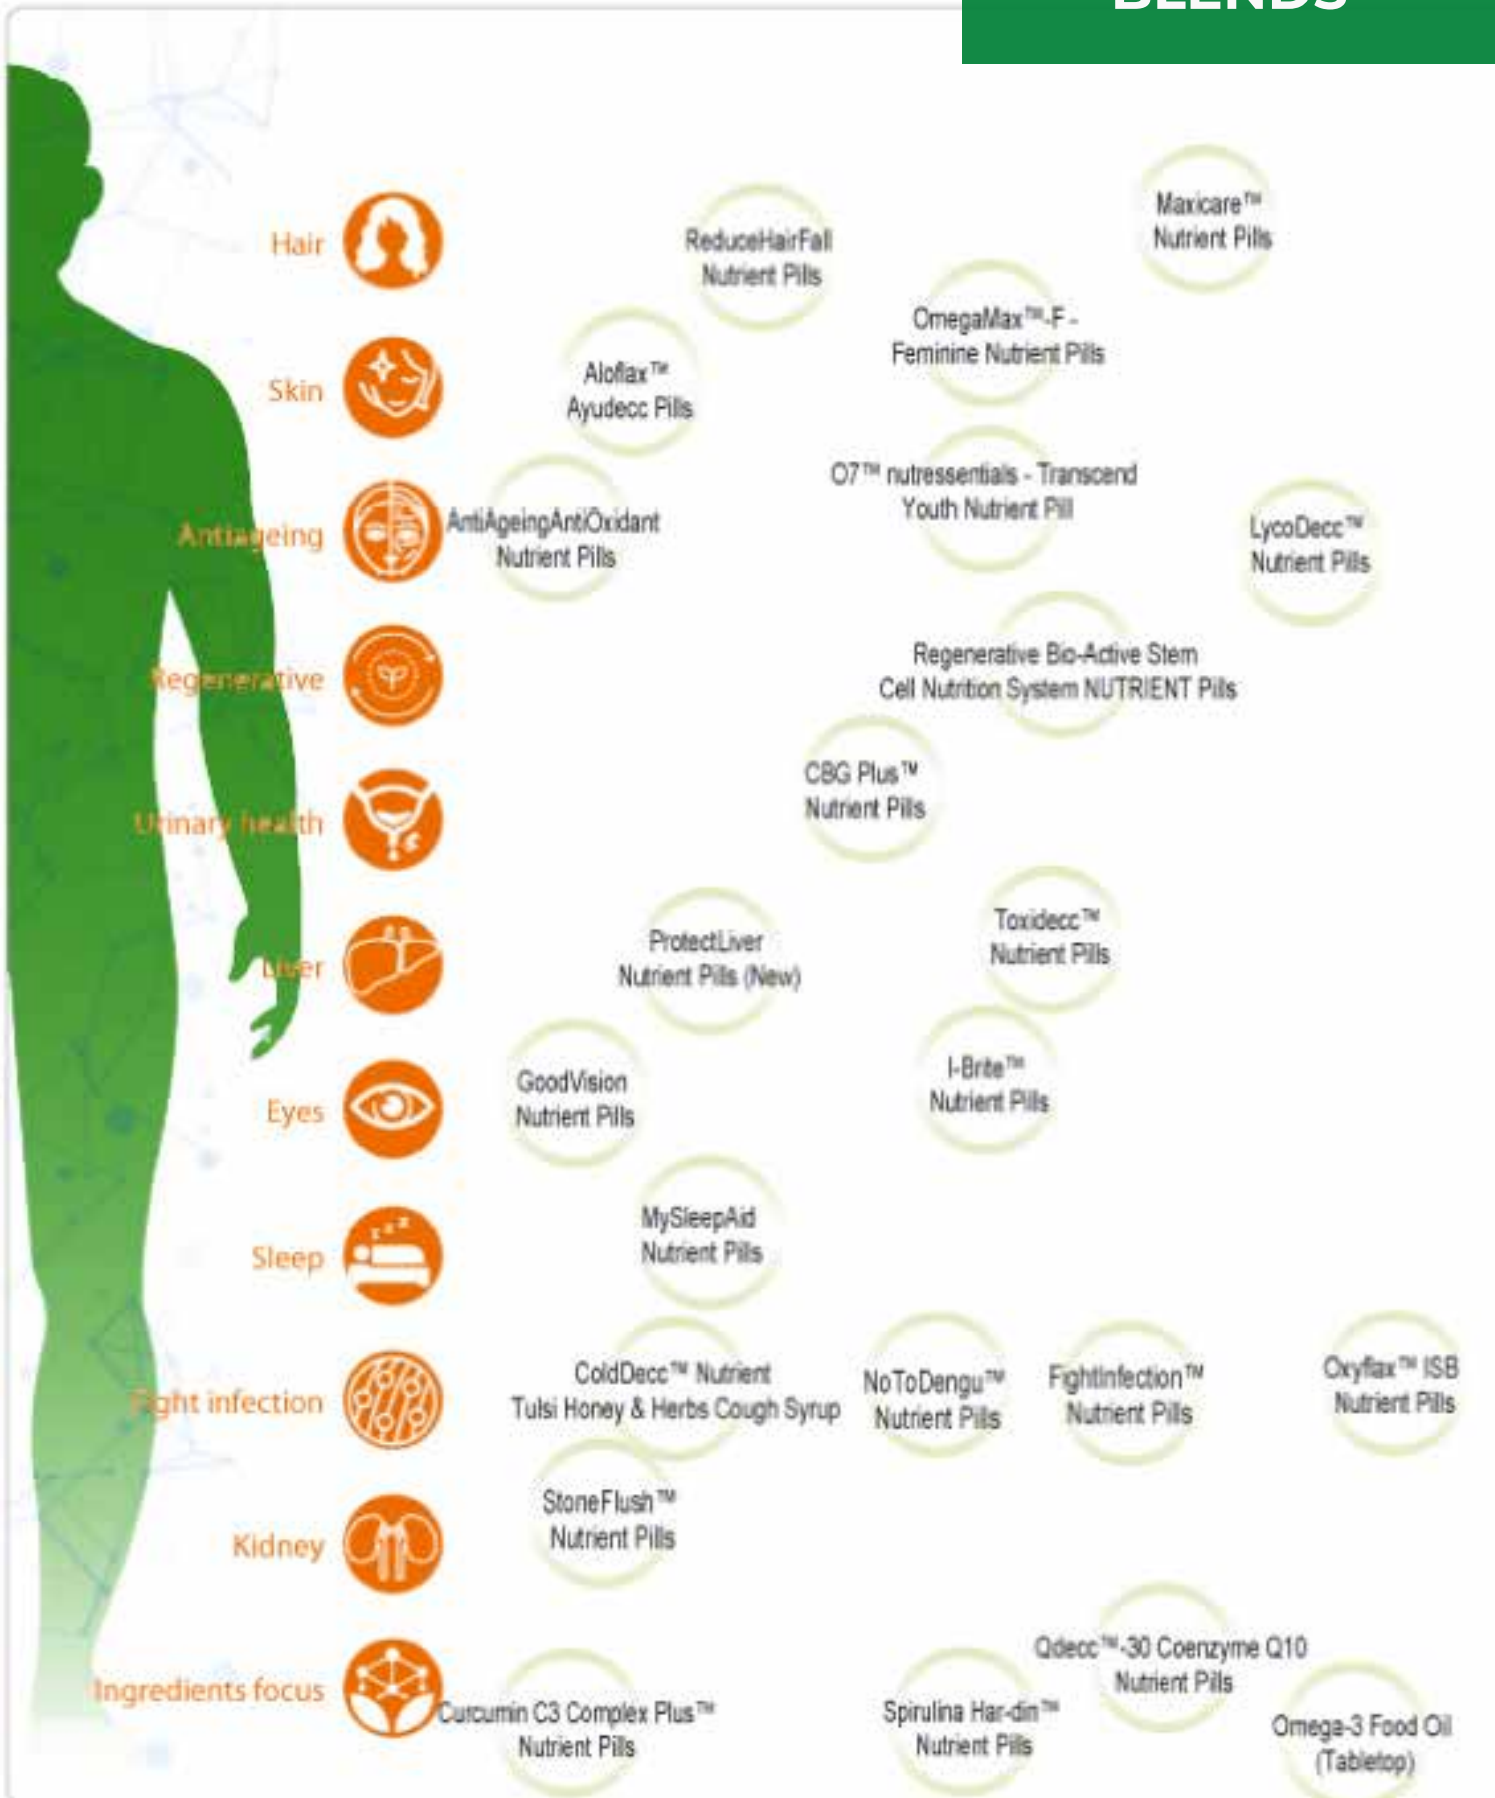 BLENDS
Hair
ReduceHairFall
Nutrient Pills
Maxicare™
Nutrient Pills
OmegaMax™-F -
Feminine Nutrient Pills
Skin
Aloflax™
Ayudecc Pills
O7™ nutressentials - Transcend
Youth Nutrient Pill
Antiageing
AntiAgeingAntiOxidant
Nutrient Pills
LycoDecc™
Nutrient Pills
Regenerative
Regenerative Bio-Active Stem
Cell Nutrition System NUTRIENT Pills
Urinary health
CBG Plus™
Nutrient Pills
Liver
ProtectLiver
Nutrient Pills (New)
Toxidecc™
Nutrient Pills
Eyes
GoodVision
Nutrient Pills
I-Brite™
Nutrient Pills
Sleep
MySleepAid
Nutrient Pills
Fight infection
ColdDecc™ Nutrient
Tulsi Honey & Herbs Cough Syrup
NoToDengu™
Nutrient Pills
FightInfection™
Nutrient Pills
Oxyflax™ ISB
Nutrient Pills
Kidney
StoneFlush™
Nutrient Pills
Ingredients focus
Curcumin C3 Complex Plus™
Nutrient Pills
Spirulina Har-din™
Nutrient Pills
Qdecc™-30 Coenzyme Q10
Nutrient Pills
Omega-3 Food Oil
(Tabletop)